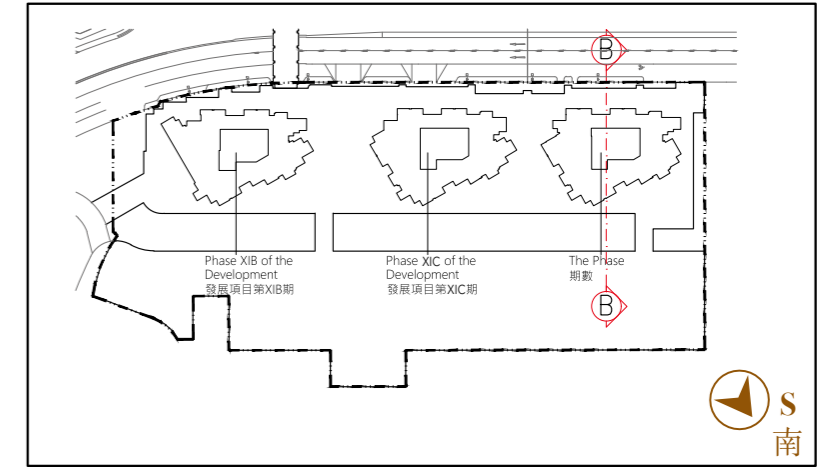 B
Phase XIB of the
Development
發展項目第XIB期
Phase XIC of the
Development
發展項目第XIC期
The Phase
期數
B
S
南